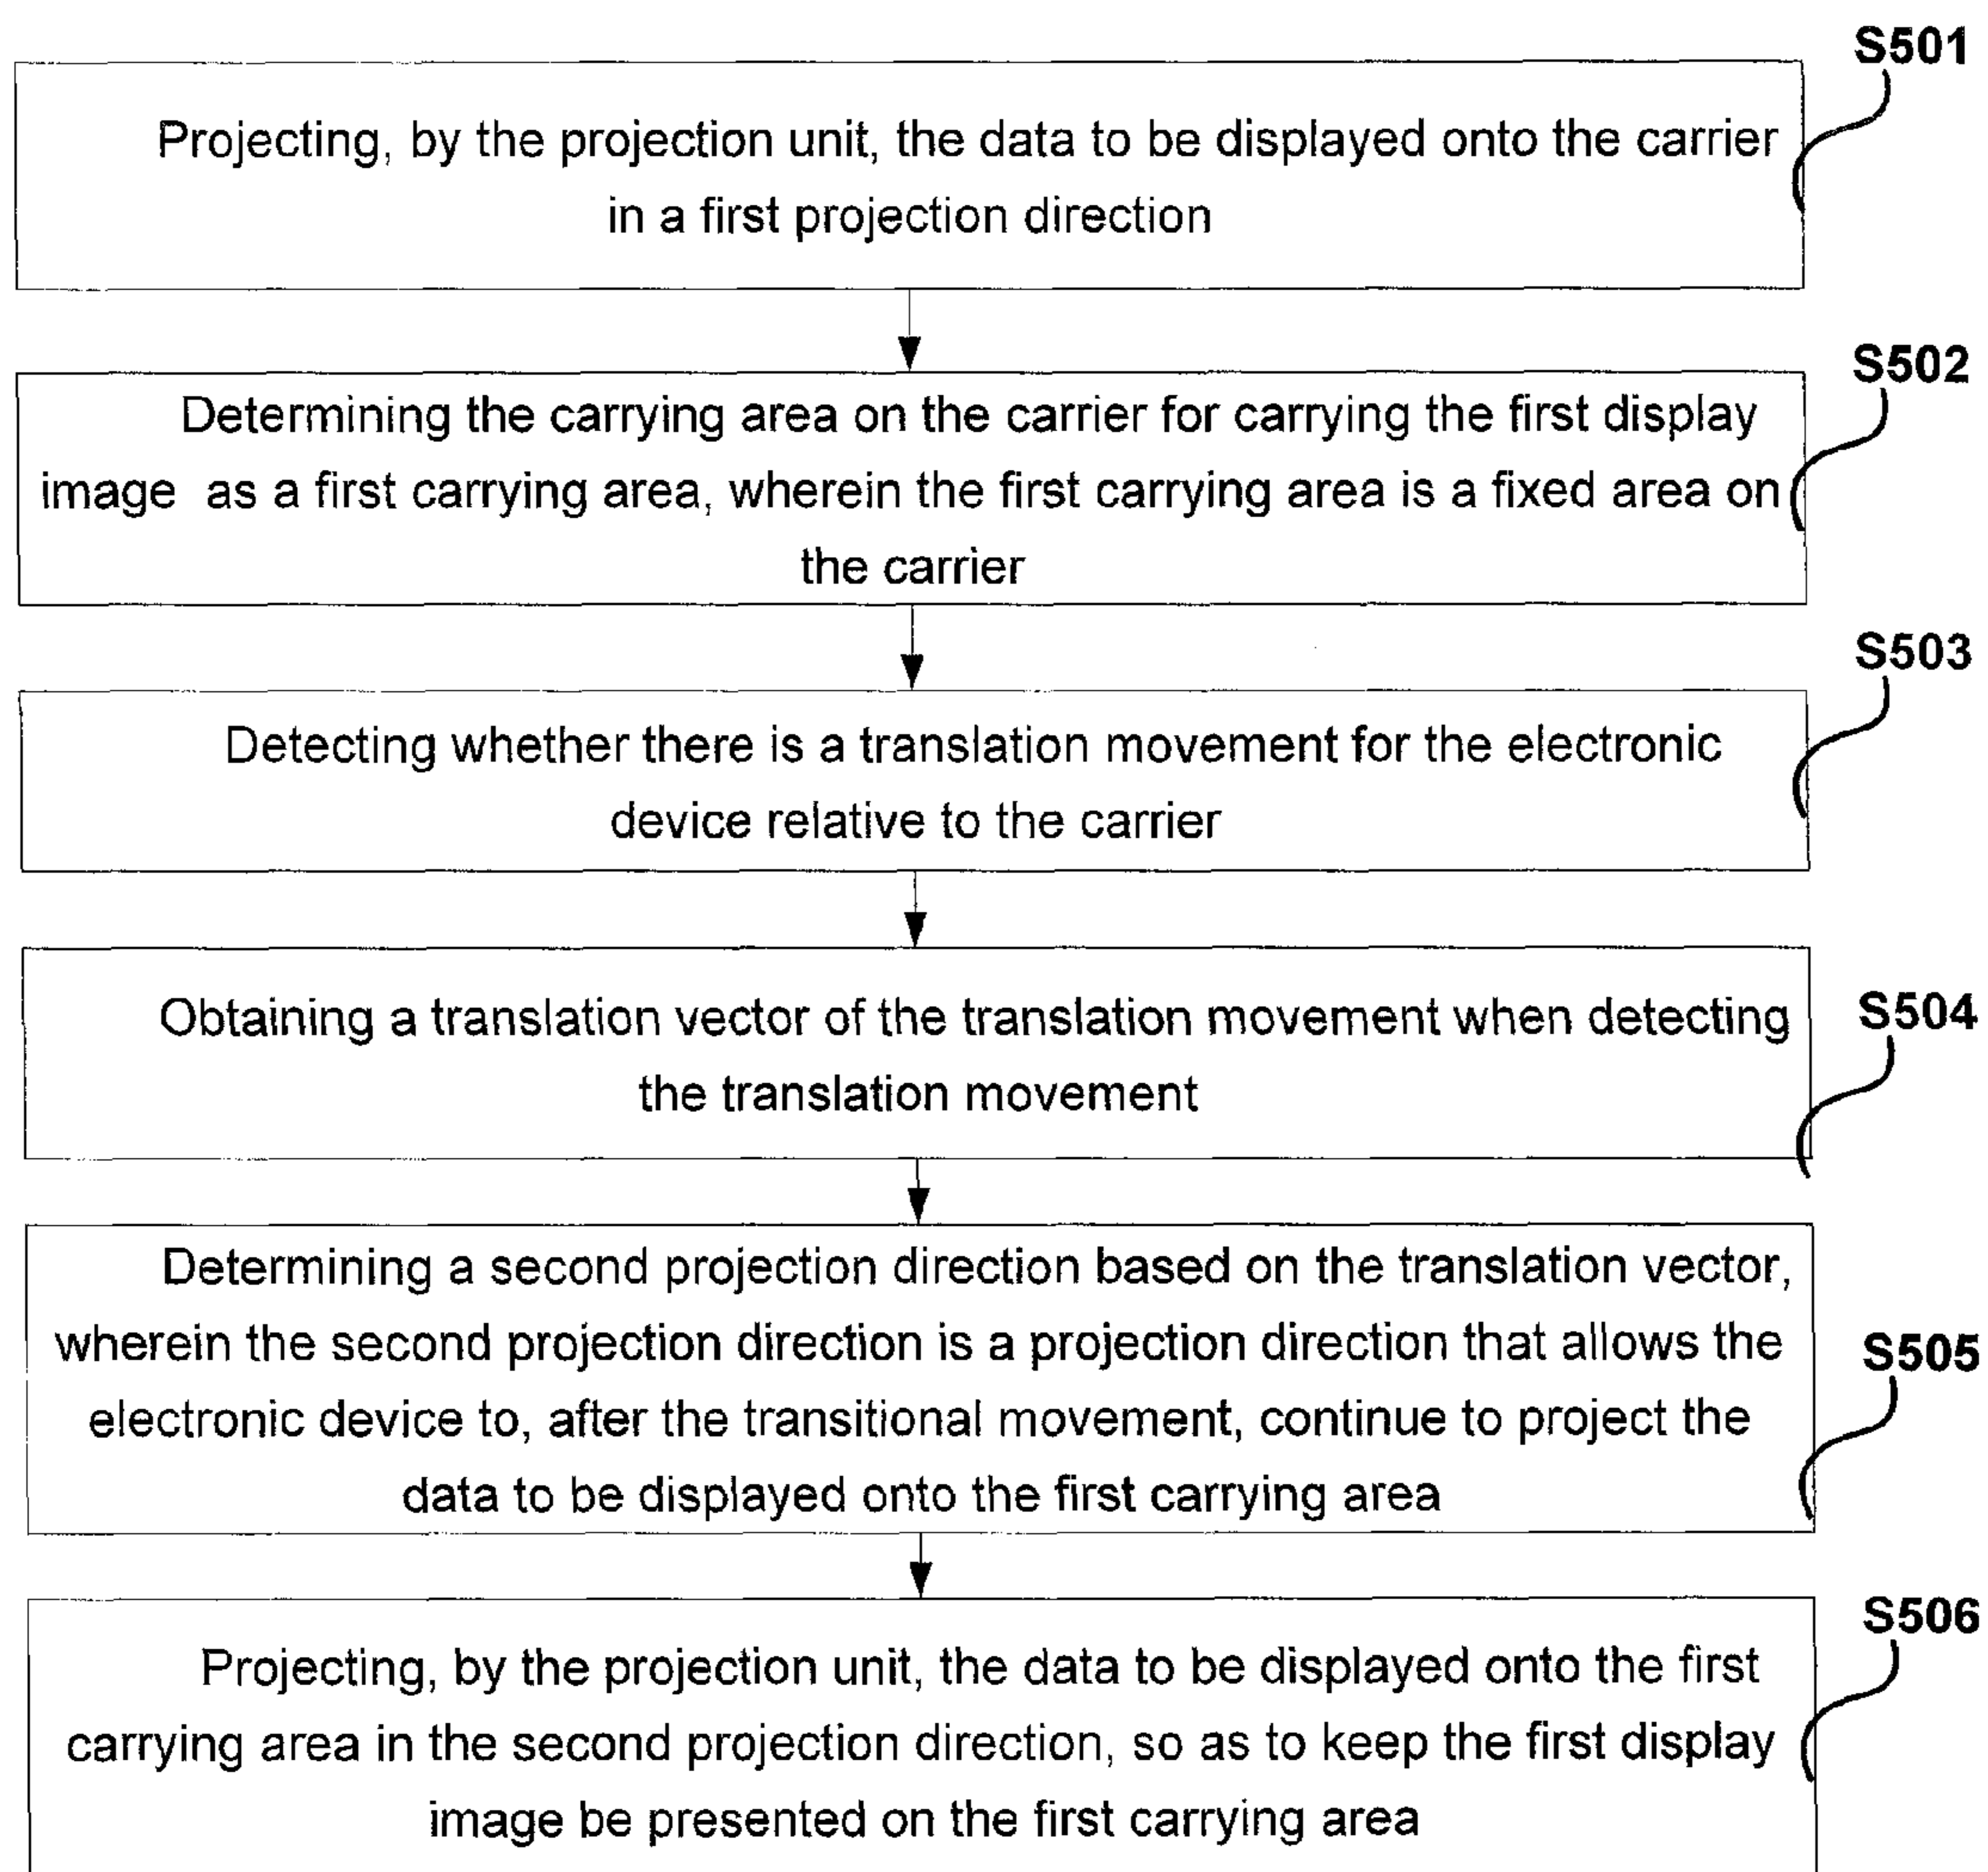 S501
Projecting, by the projection unit, the data to be displayed onto the carrier
in a first projection direction
S502
Determining the carrying area on the carrier for carrying the first display
image as a first carrying area, wherein the first carrying area is a fixed area on
the carrier
S503
Detecting whether there is a translation movement for the electronic
device relative to the carrier
S504
Obtaining a translation vector of the translation movement when detecting
the translation movement
S505
Determining a second projection direction based on the translation vector,
wherein the second projection direction is a projection direction that allows the
electronic device to, after the transitional movement, continue to project the
data to be displayed onto the first carrying area
S506
Projecting, by the projection unit, the data to be displayed onto the first
carrying area in the second projection direction, so as to keep the first display
image be presented on the first carrying area